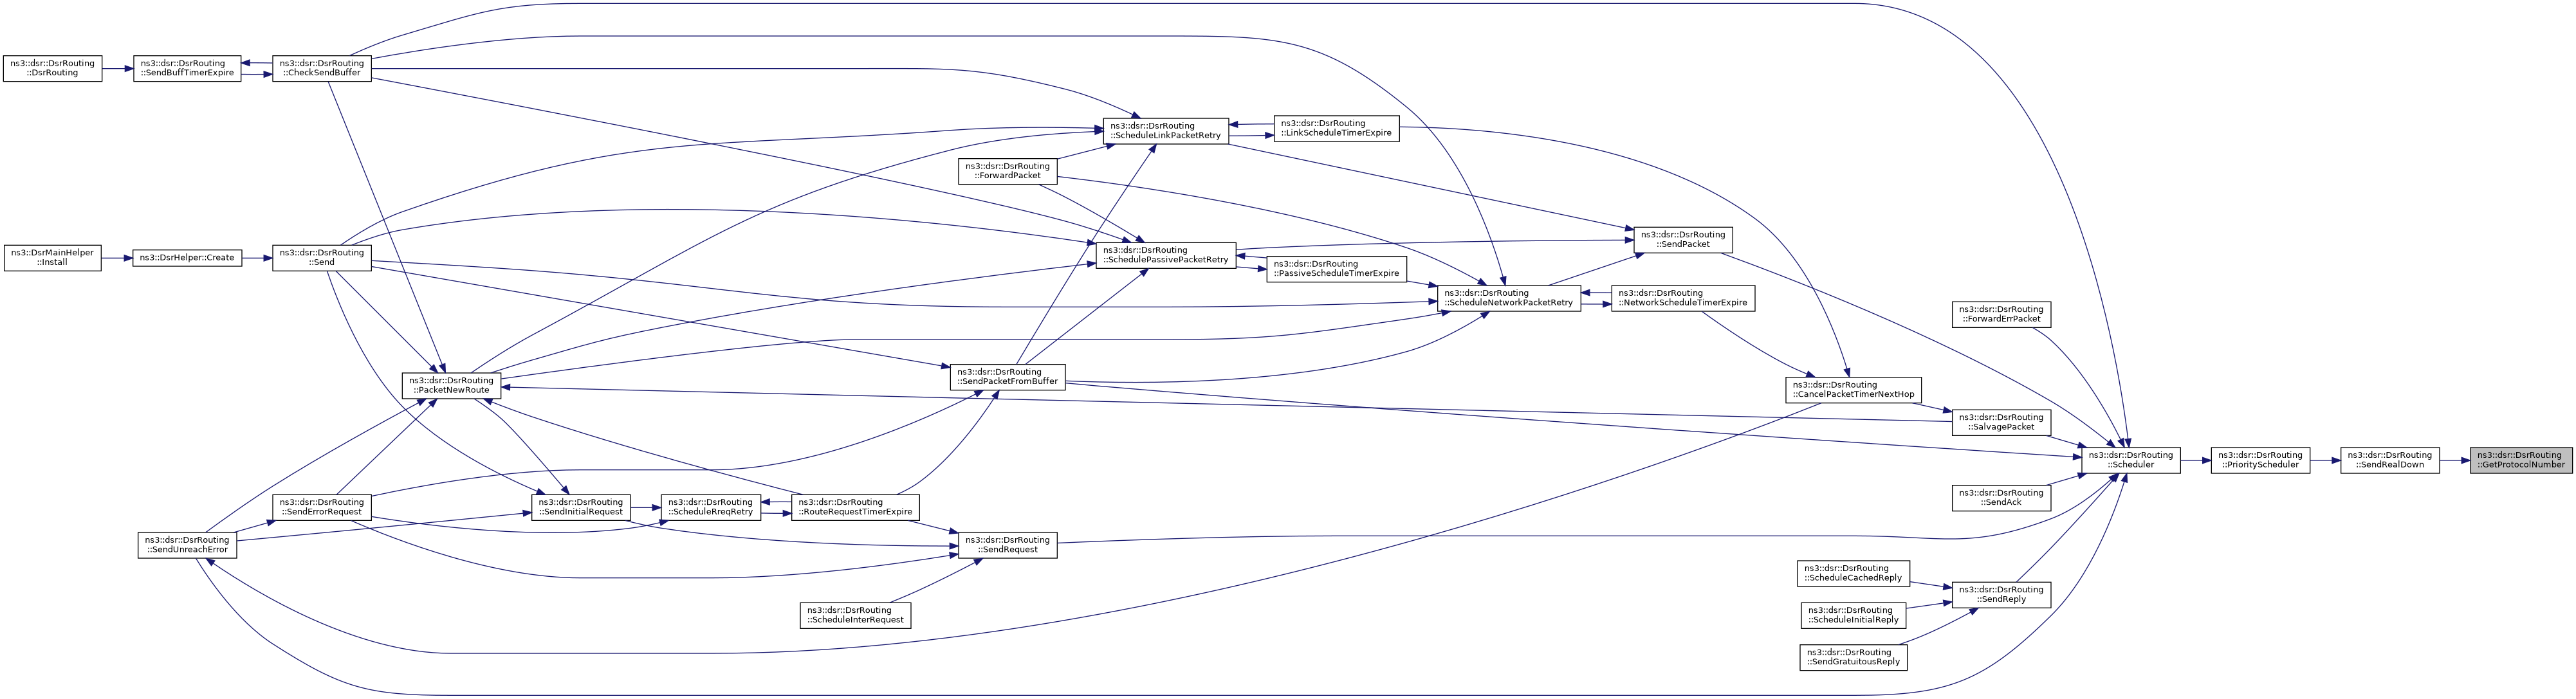 ns3::dsr::DsrRouting
::DsrRouting
ns3::dsr::DsrRouting
::SendBuffTimerExpire
ns3::dsr::DsrRouting
::CheckSendBuffer
ns3::dsr::DsrRouting
::ScheduleLinkPacketRetry
ns3::dsr::DsrRouting
::LinkScheduleTimerExpire
ns3::dsr::DsrRouting
::ForwardPacket
ns3::DsrMainHelper
::Install
ns3::DsrHelper::Create
ns3::dsr::DsrRouting
::Send
ns3::dsr::DsrRouting
::SchedulePassivePacketRetry
ns3::dsr::DsrRouting
::PassiveScheduleTimerExpire
ns3::dsr::DsrRouting
::SendPacket
ns3::dsr::DsrRouting
::ScheduleNetworkPacketRetry
ns3::dsr::DsrRouting
::NetworkScheduleTimerExpire
ns3::dsr::DsrRouting
::ForwardErrPacket
ns3::dsr::DsrRouting
::PacketNewRoute
ns3::dsr::DsrRouting
::SendPacketFromBuffer
ns3::dsr::DsrRouting
::CancelPacketTimerNextHop
ns3::dsr::DsrRouting
::SalvagePacket
ns3::dsr::DsrRouting
::Scheduler
ns3::dsr::DsrRouting
::PriorityScheduler
ns3::dsr::DsrRouting
::SendRealDown
ns3::dsr::DsrRouting
::GetProtocolNumber
ns3::dsr::DsrRouting
::SendAck
ns3::dsr::DsrRouting
::SendErrorRequest
ns3::dsr::DsrRouting
::SendInitialRequest
ns3::dsr::DsrRouting
::ScheduleRreqRetry
ns3::dsr::DsrRouting
::RouteRequestTimerExpire
ns3::dsr::DsrRouting
::SendUnreachError
ns3::dsr::DsrRouting
::SendRequest
ns3::dsr::DsrRouting
::ScheduleInterRequest
ns3::dsr::DsrRouting
::ScheduleCachedReply
ns3::dsr::DsrRouting
::SendReply
ns3::dsr::DsrRouting
::ScheduleInitialReply
ns3::dsr::DsrRouting
::SendGratuitousReply